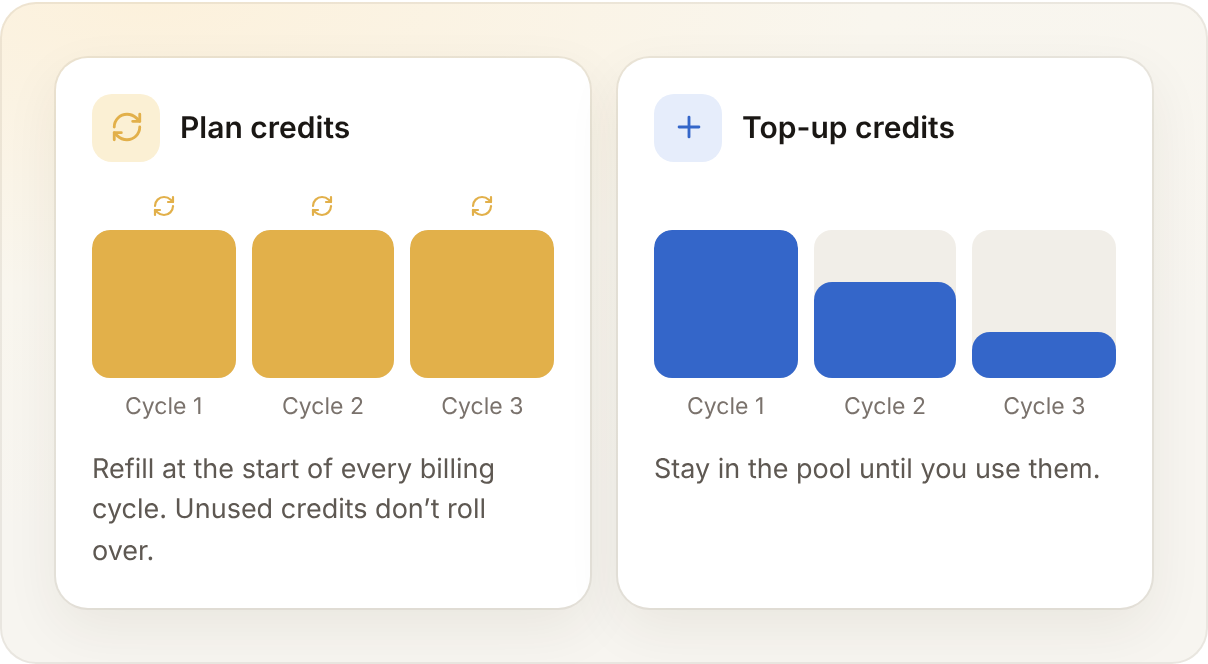 Plan credits
Cycle 1
Cycle 2
Cycle 3
Refill at the start of every billing
cycle. Unused credits don’t roll
over.
Top-up credits
Cycle 1
Cycle 2
Cycle 3
Stay in the pool until you use them.